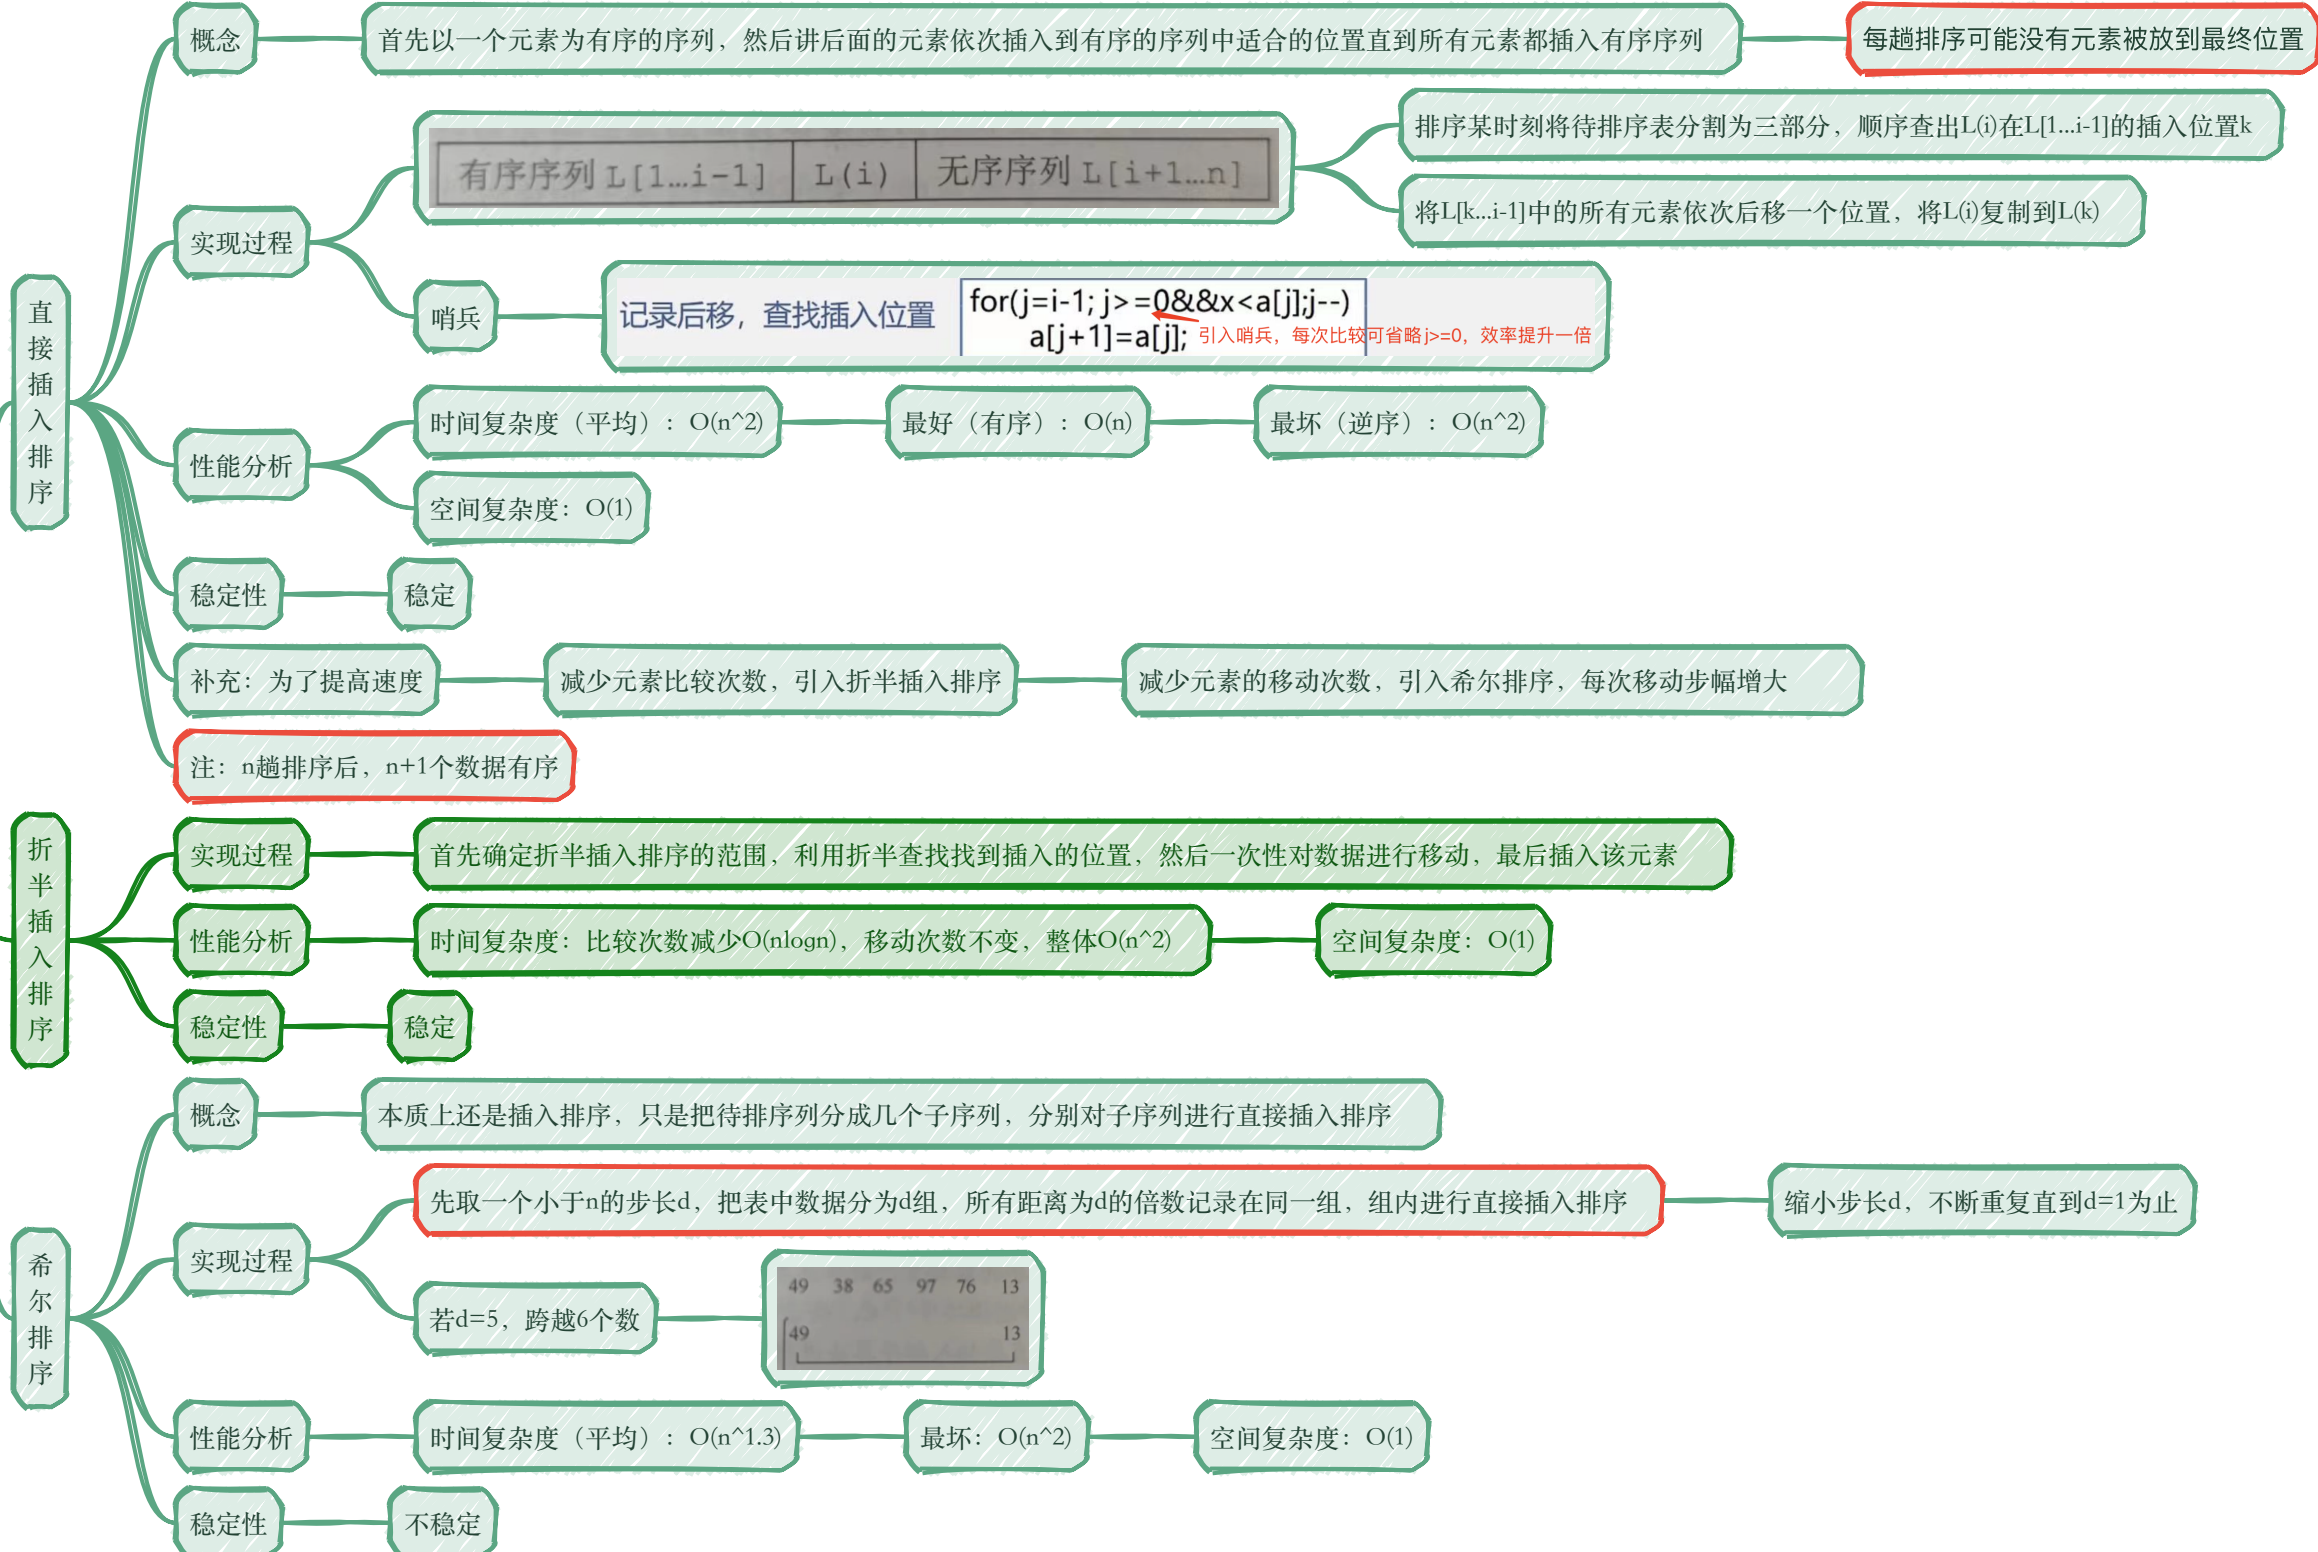 直接插入排序
概念
首先以一个元素为有序的序列，然后讲后面的元素依次插入到有序的序列中适合的位置直到所有元素都插入有序序列
每趟排序可能没有元素被放到最终位置
实现过程
有序序列 L[1…i-1] L(i) 无序序列 L[i+1…n]
排序某时刻将待排序表分割为三部分，顺序查出L(i)在L[1...i-1]的插入位置k
将L[k...i-1]中的所有元素依次后移一个位置，将L(i)复制到L(k)
哨兵
记录后移，查找插入位置
for(j=i-1; j>=0&&x<a[j];j--)
a[j+1]=a[j];
引入哨兵，每次比较可省略j>=0，效率提升一倍
性能分析
时间复杂度（平均）：O(n^2)
最好（有序）：O(n)
最坏（逆序）：O(n^2)
空间复杂度：O(1)
稳定性
稳定
补充：为了提高速度
减少元素比较次数，引入折半插入排序
减少元素的移动次数，引入希尔排序，每次移动步幅增大
注：n趟排序后，n+1个数据有序
折半插入排序
实现过程
首先确定折半插入排序的范围，利用折半查找找到插入的位置，然后一次性对数据进行移动，最后插入该元素
性能分析
时间复杂度：比较次数减少O(nlogn)，移动次数不变，整体O(n^2)
空间复杂度：O(1)
稳定性
稳定
希尔排序
概念
本质上还是插入排序，只是把待排序列分成几个子序列，分别对子序列进行直接插入排序
实现过程
先取一个小于n的步长d，把表中数据分为d组，所有距离为d的倍数记录在同一组，组内进行直接插入排序
缩小步长d，不断重复直到d=1为止
若d=5，跨越6个数
49 38 65 97 76 13
49 13
性能分析
时间复杂度（平均）：O(n^1.3)
最坏：O(n^2)
空间复杂度：O(1)
稳定性
不稳定